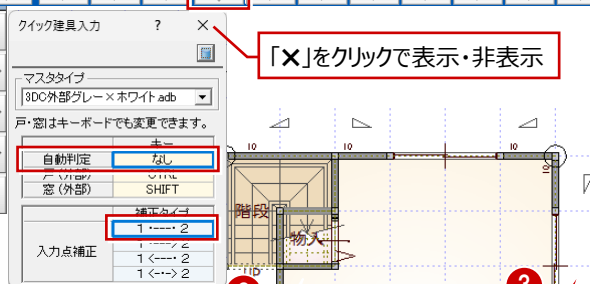 クイック建具入力 ? ×
「×」をクリックで表示・非表示
マスタタイプ
3DC外部グレー×ホワイト.adb
戸・窓はキーボードでも変更できます。
キー
自動判定 なし
戸(外部) CTRL
窓(外部) SHIFT
補正タイプ
入力点補正
1 ・---・ 2
1 ・---> 2
1 <---・ 2
1 <-・-> 2
10 10 10
10
階段
物入
UP
3